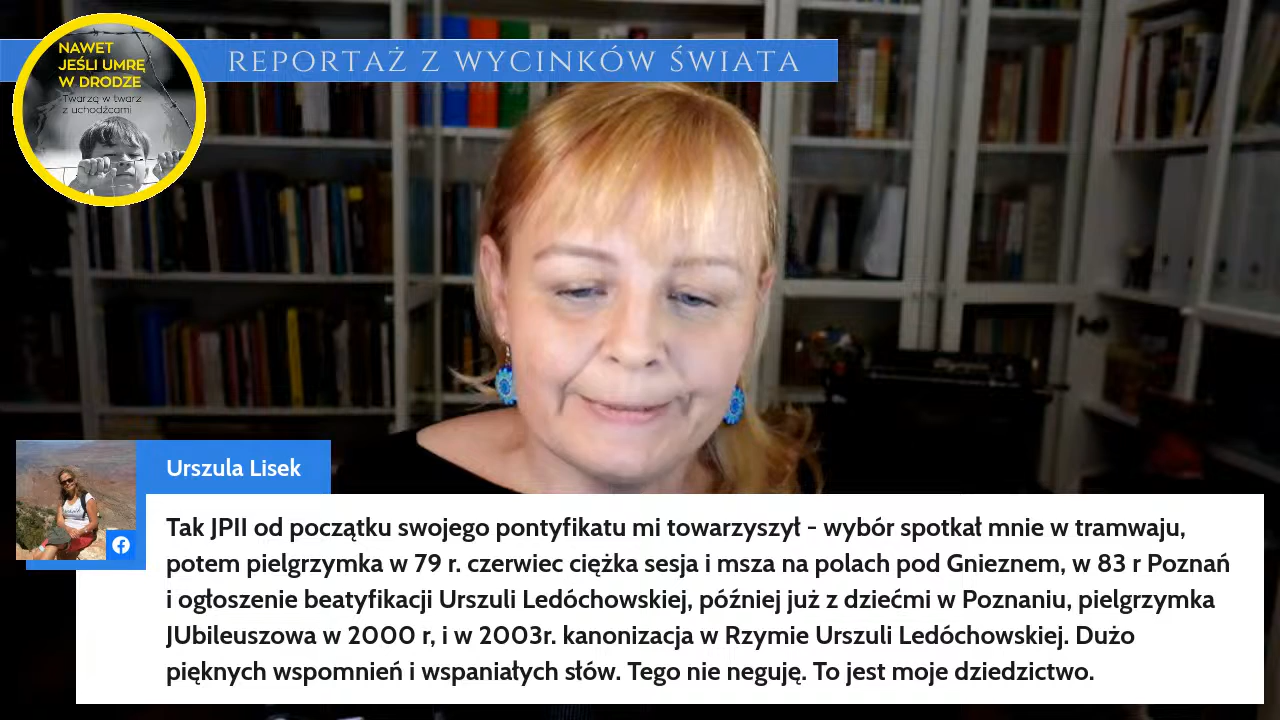 NAWET
JEŚLI UMRĘ
W DRODZE
Twarzą w twarz
z uchodźcami
REPORTAŻ Z WYCINKÓW ŚWIATA
Urszula Lisek
Tak JPII od początku swojego pontyfikatu mi towarzyszył - wybór spotkał mnie w tramwaju,
potem pielgrzymka w 79 r. czerwiec ciężka sesja i msza na polach pod Gnieznem, w 83 r Poznań
i ogłoszenie beatyfikacji Urszuli Ledóchowskiej, później już z dziećmi w Poznaniu, pielgrzymka
JUbileuszowa w 2000 r, i w 2003r. kanonizacja w Rzymie Urszuli Ledóchowskiej. Dużo
pięknych wspomnień i wspaniałych słów. Tego nie neguję. To jest moje dziedzictwo.